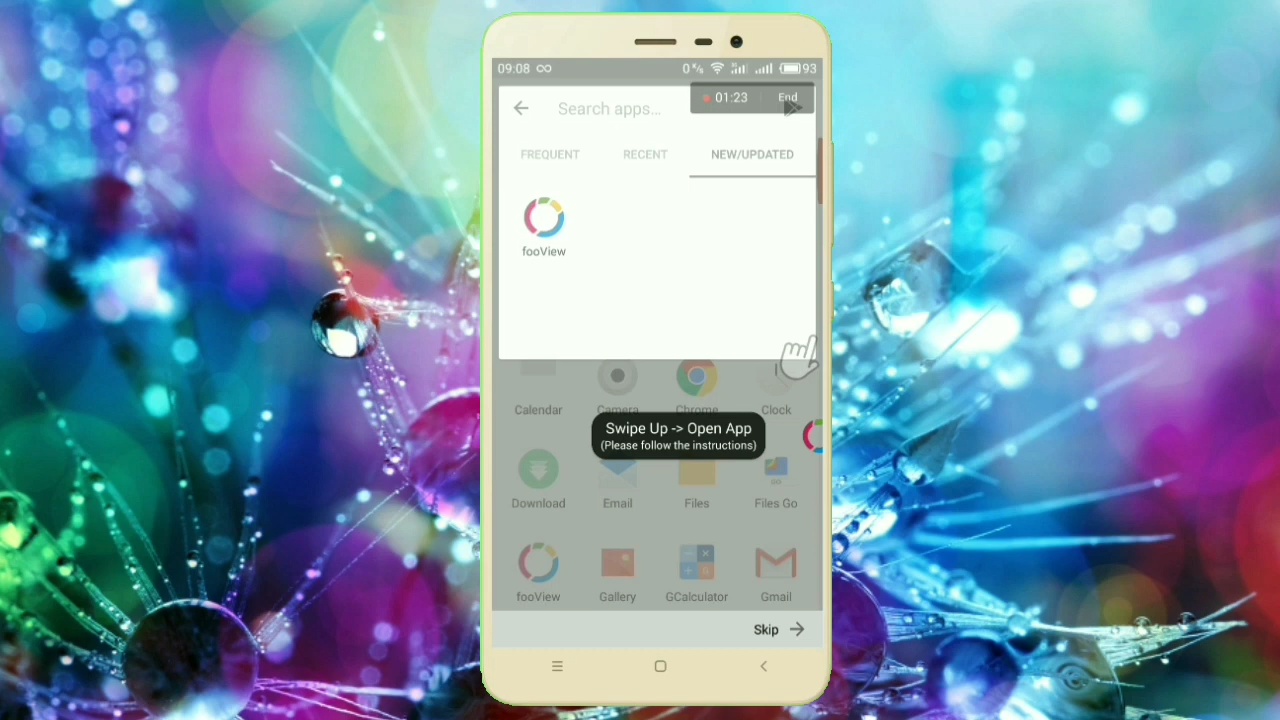 09:08
0 K/s 3G 93
01:23 End
Search apps...
FREQUENT RECENT NEW/UPDATED
fooView
Calendar Camera Chrome Clock
Swipe Up -> Open App
(Please follow the instructions)
Download Email Files Files Go
fooView Gallery GCalculator Gmail
Skip